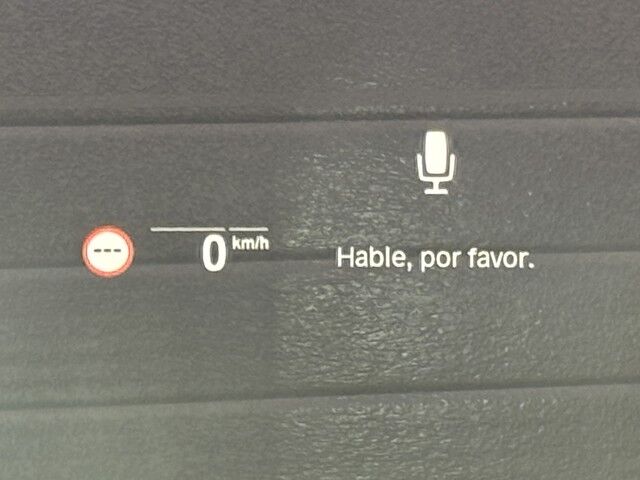 ---
0 km/h
Hable, por favor.